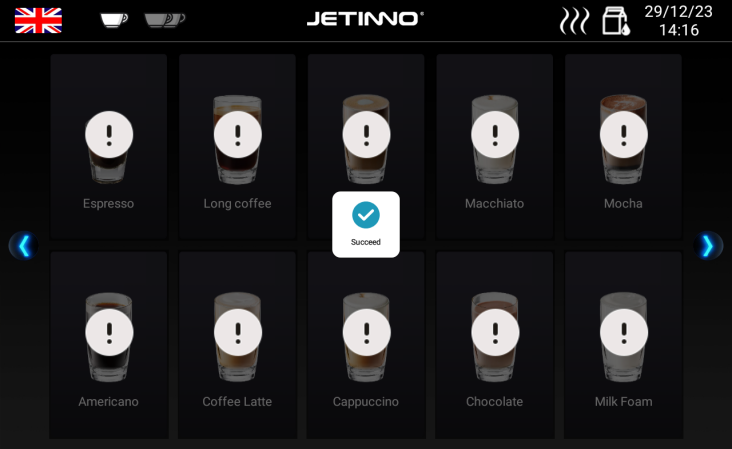 JETINNO®
29/12/23
14:16
Espresso
Long coffee
Macchiato
Mocha
Succeed
Americano
Coffee Latte
Cappuccino
Chocolate
Milk Foam